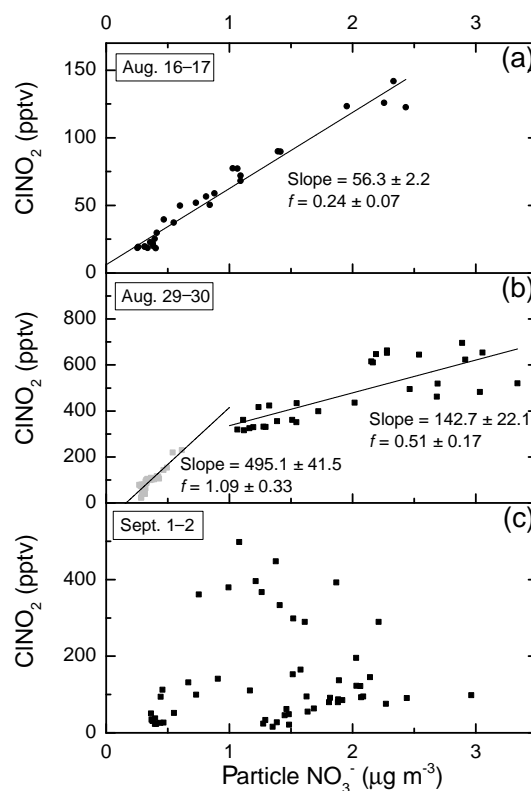 0 1 2 3
(a)
Aug. 16–17
150
100
50
0
ClNO₂ (pptv)
Slope = 56.3 ± 2.2
f = 0.24 ± 0.07
(b)
Aug. 29–30
800
600
400
200
0
ClNO₂ (pptv)
Slope = 142.7 ± 22.1
f = 0.51 ± 0.17
Slope = 495.1 ± 41.5
f = 1.09 ± 0.33
(c)
Sept. 1–2
400
200
0
ClNO₂ (pptv)
0 1 2 3
Particle NO₃⁻ (μg m⁻³)